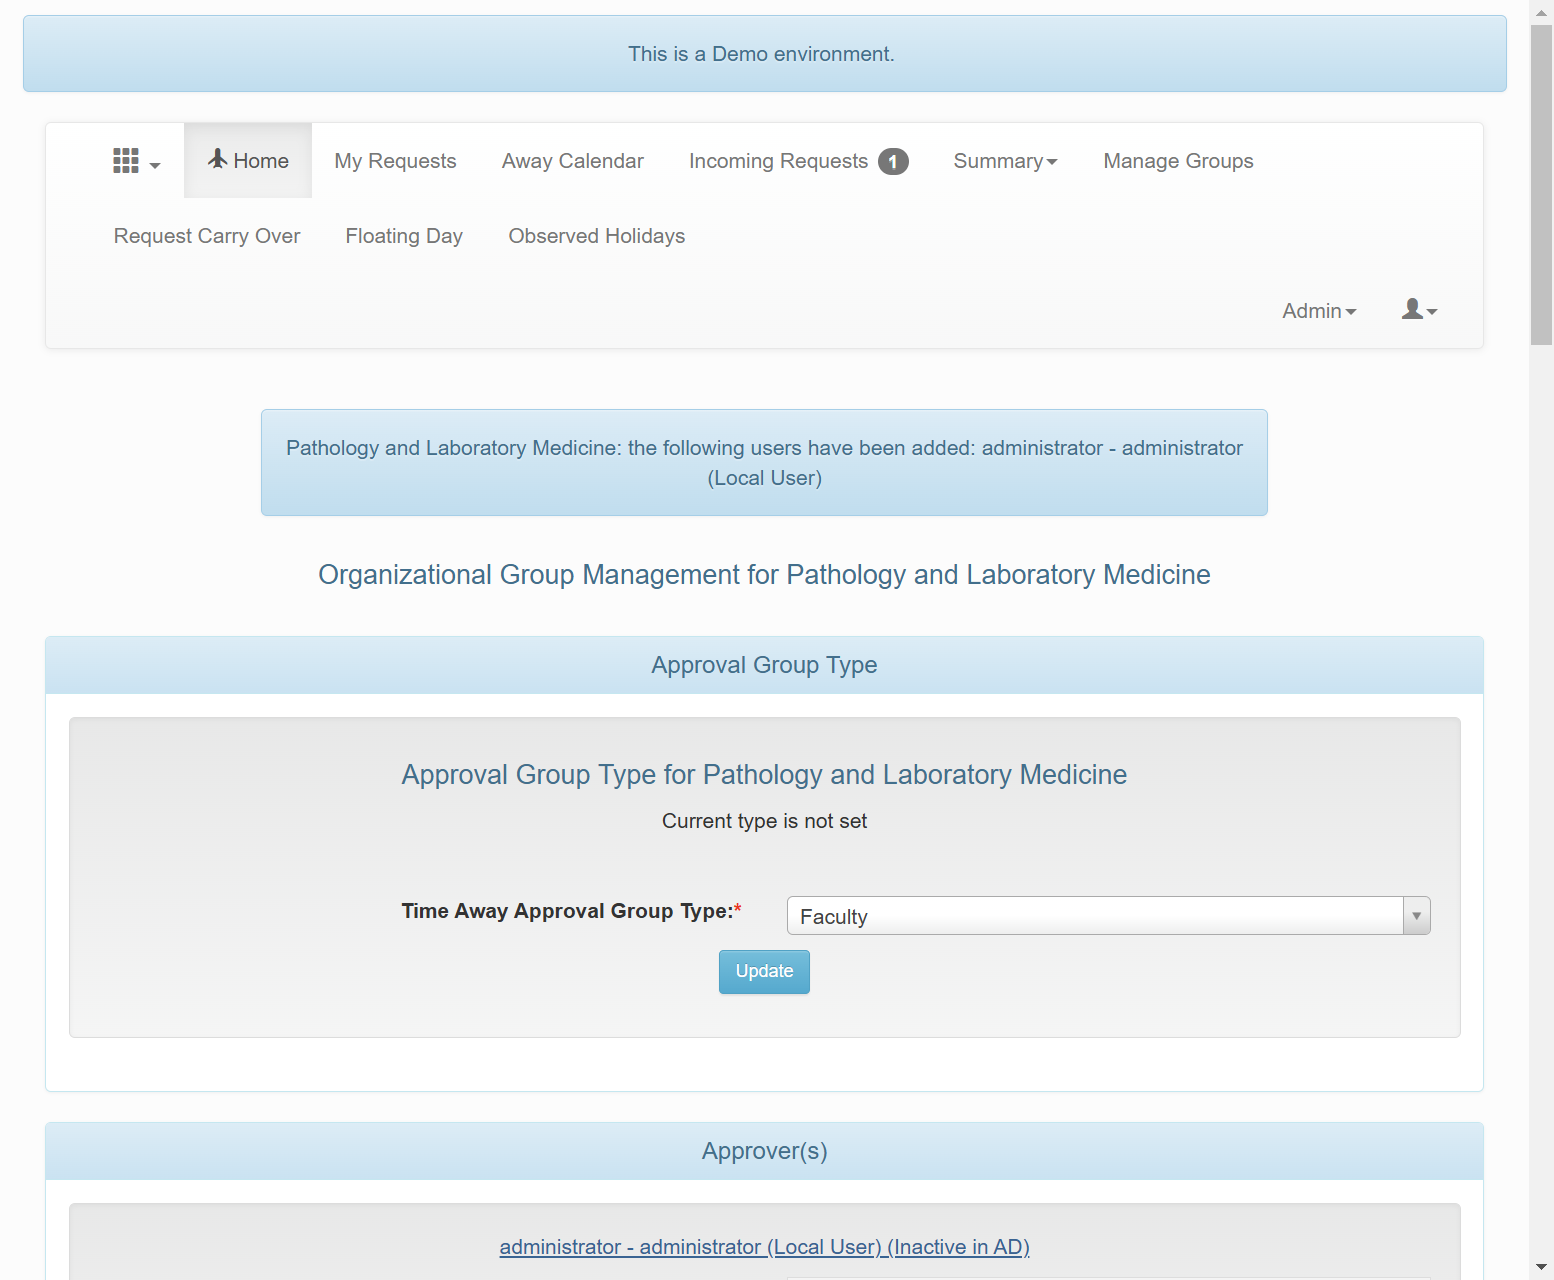 This is a Demo environment.
Home My Requests Away Calendar Incoming Requests 1 Summary Manage Groups
Request Carry Over Floating Day Observed Holidays
Admin
Pathology and Laboratory Medicine: the following users have been added: administrator - administrator
(Local User)
Organizational Group Management for Pathology and Laboratory Medicine
Approval Group Type
Approval Group Type for Pathology and Laboratory Medicine
Current type is not set
Time Away Approval Group Type:* Faculty
Update
Approver(s)
administrator - administrator (Local User) (Inactive in AD)